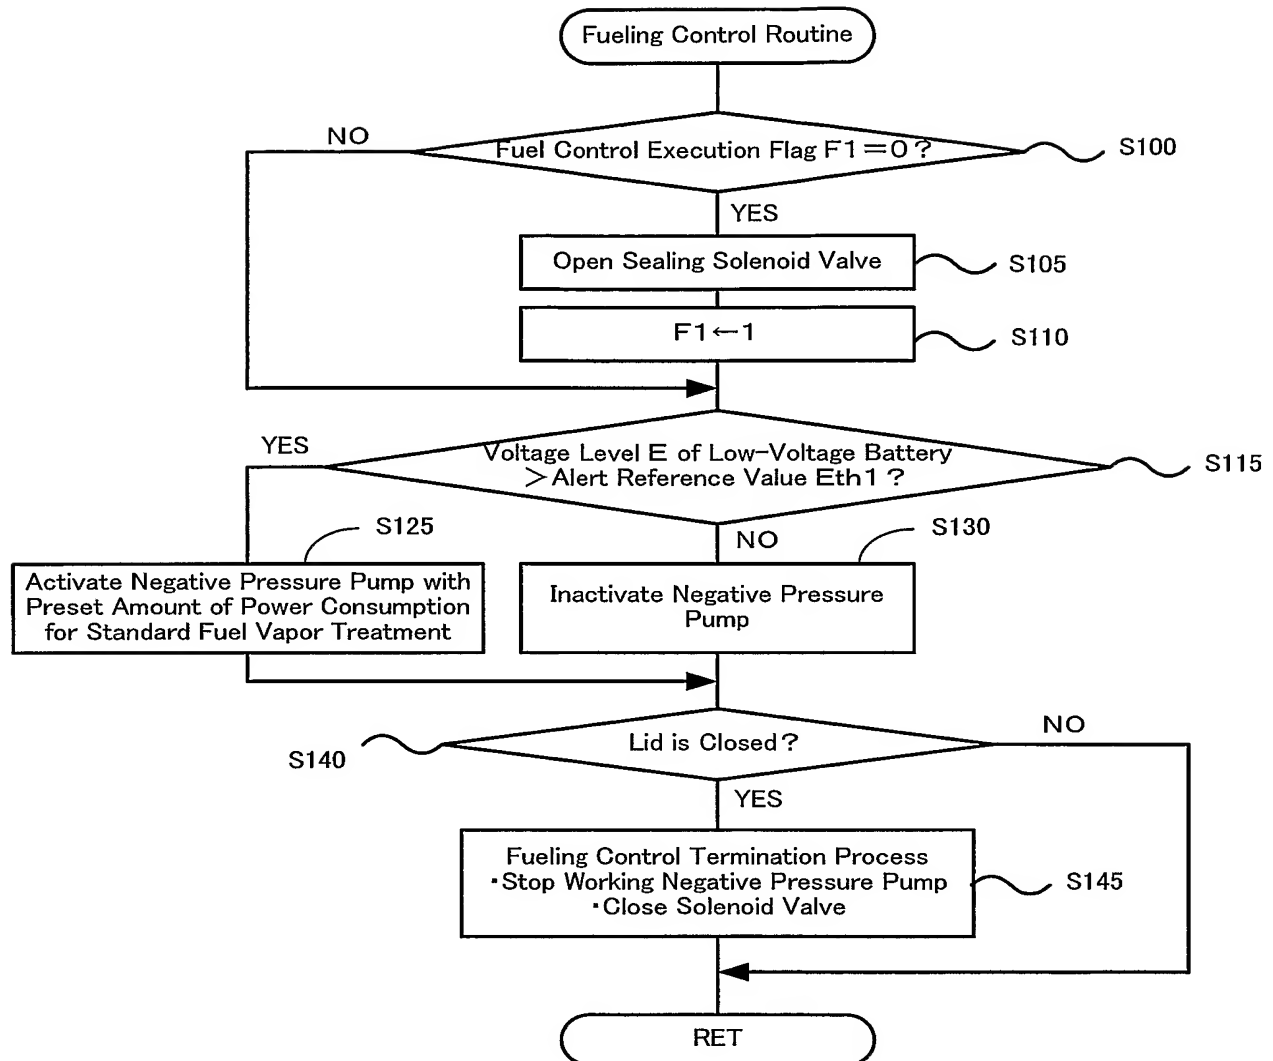 Fueling Control Routine
NO
Fuel Control Execution Flag F1=0?
S100
YES
Open Sealing Solenoid Valve
S105
F1←1
S110
YES
Voltage Level E of Low-Voltage Battery
>Alert Reference Value Eth1?
S115
S125
NO
S130
Activate Negative Pressure Pump with
Preset Amount of Power Consumption
for Standard Fuel Vapor Treatment
Inactivate Negative Pressure
Pump
Lid is Closed?
NO
S140
YES
Fueling Control Termination Process
・Stop Working Negative Pressure Pump
・Close Solenoid Valve
S145
RET